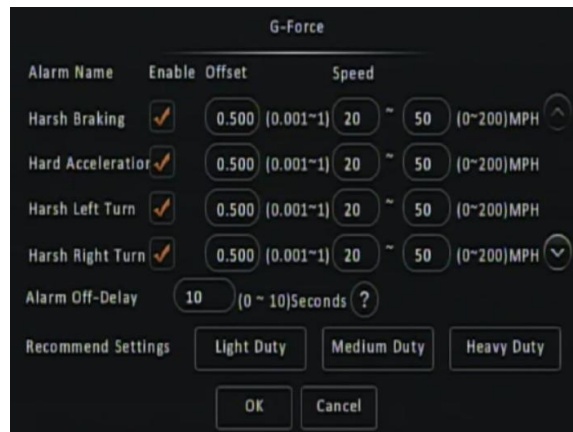 G-Force
Alarm Name Enable Offset Speed
Harsh Braking 0.500 (0.001~1) 20 ~ 50 (0~200)MPH
Hard Acceleration 0.500 (0.001~1) 20 ~ 50 (0~200)MPH
Harsh Left Turn 0.500 (0.001~1) 20 ~ 50 (0~200)MPH
Harsh Right Turn 0.500 (0.001~1) 20 ~ 50 (0~200)MPH
Alarm Off-Delay 10 (0 ~ 10)Seconds ?
Recommend Settings Light Duty Medium Duty Heavy Duty
OK Cancel